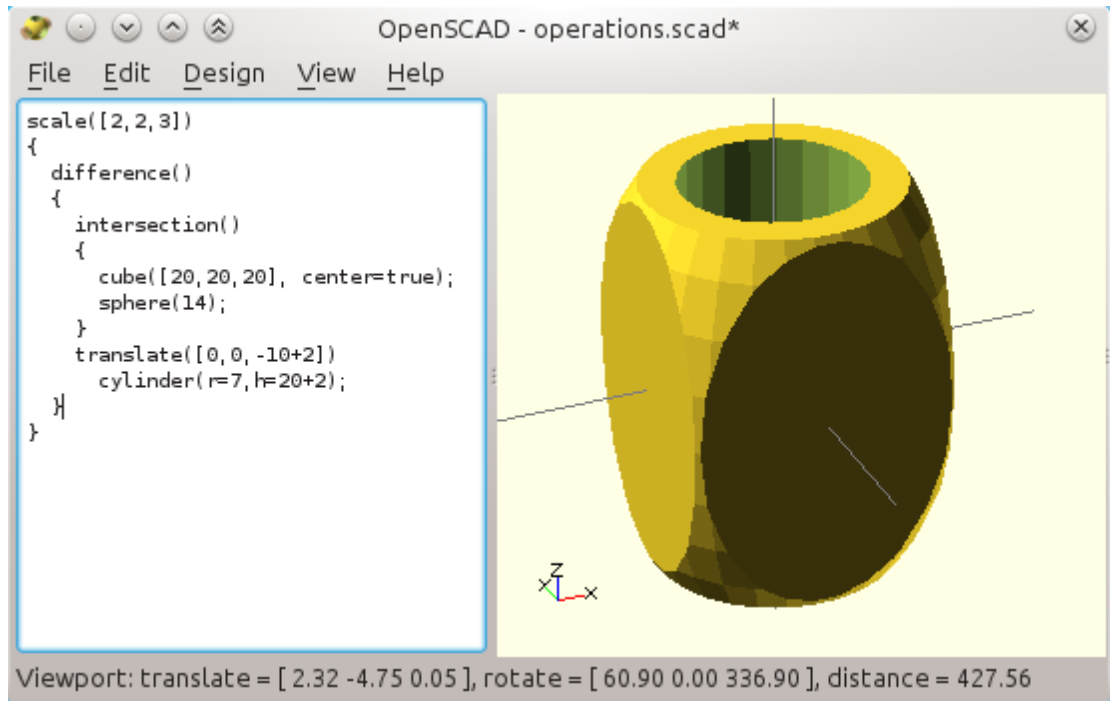 OpenSCAD - operations.scad*
File Edit Design View Help
scale([2,2,3])
{
  difference()
  {
    intersection()
    {
      cube([20,20,20], center=true);
      sphere(14);
    }
    translate([0,0,-10+2])
      cylinder(r=7,h=20+2);
  }
}
Z
X X
Viewport: translate = [ 2.32 -4.75 0.05 ], rotate = [ 60.90 0.00 336.90 ], distance = 427.56